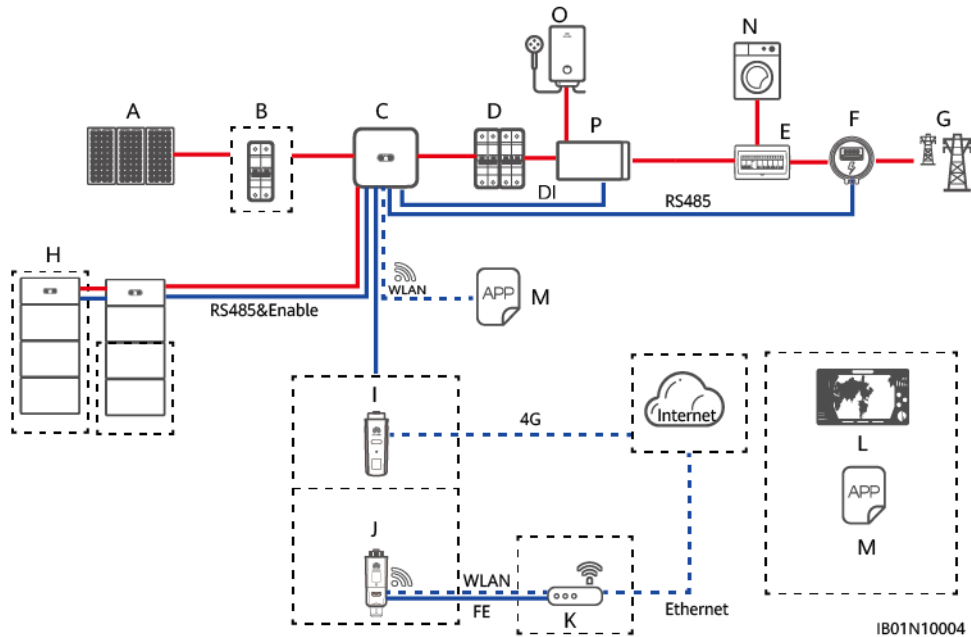 O
N
A
B
C
D
P
E
F
G
DI
RS485
H
WLAN
APP
M
RS485&Enable
I
4G
Internet
L
APP
M
J
WLAN
FE
K
Ethernet
IB01N10004